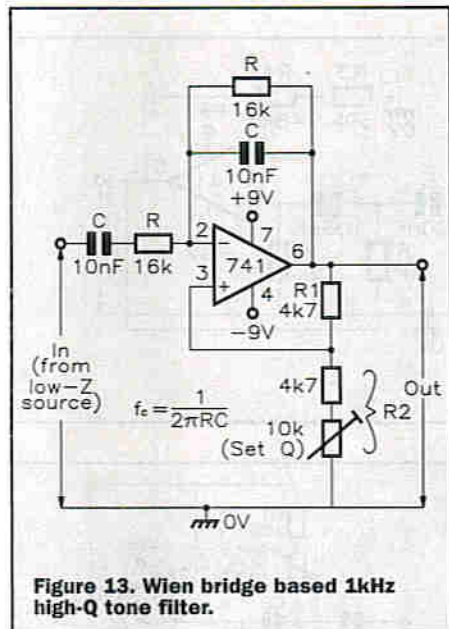 R
16k
C
10nF
+9V
C
R
2
−
7
6
10nF
16k
3
+
741
4
−9V
R1
4k7
In
(from
low–Z
source)
fc = 1
2πRC
4k7
10k
(Set Q)
R2
Out
0V
Figure 13. Wien bridge based 1kHz
high-Q tone filter.